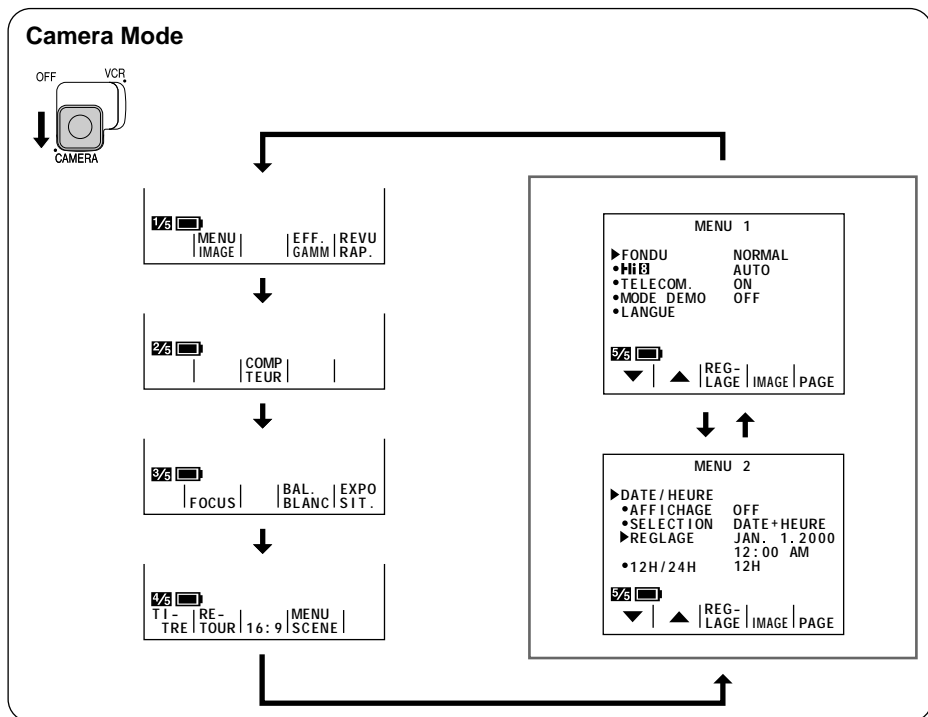 Camera Mode
OFF VCR
CAMERA
1/5
MENU EFF. REVU
IMAGE GAMM RAP.
2/5
COMP
TEUR
3/5
BAL. EXPO
FOCUS BLANC SIT.
4/5
TI- RE- MENU
TRE TOUR 16:9 SCENE
MENU 1
▶FONDU NORMAL
•Hi8 AUTO
•TELECOM. ON
•MODE DEMO OFF
•LANGUE
5/5
REG-
LAGE IMAGE PAGE
MENU 2
▶DATE/HEURE
•AFFICHAGE OFF
•SELECTION DATE+HEURE
▶REGLAGE JAN. 1.2000
12:00 AM
•12H/24H 12H
5/5
REG-
LAGE IMAGE PAGE